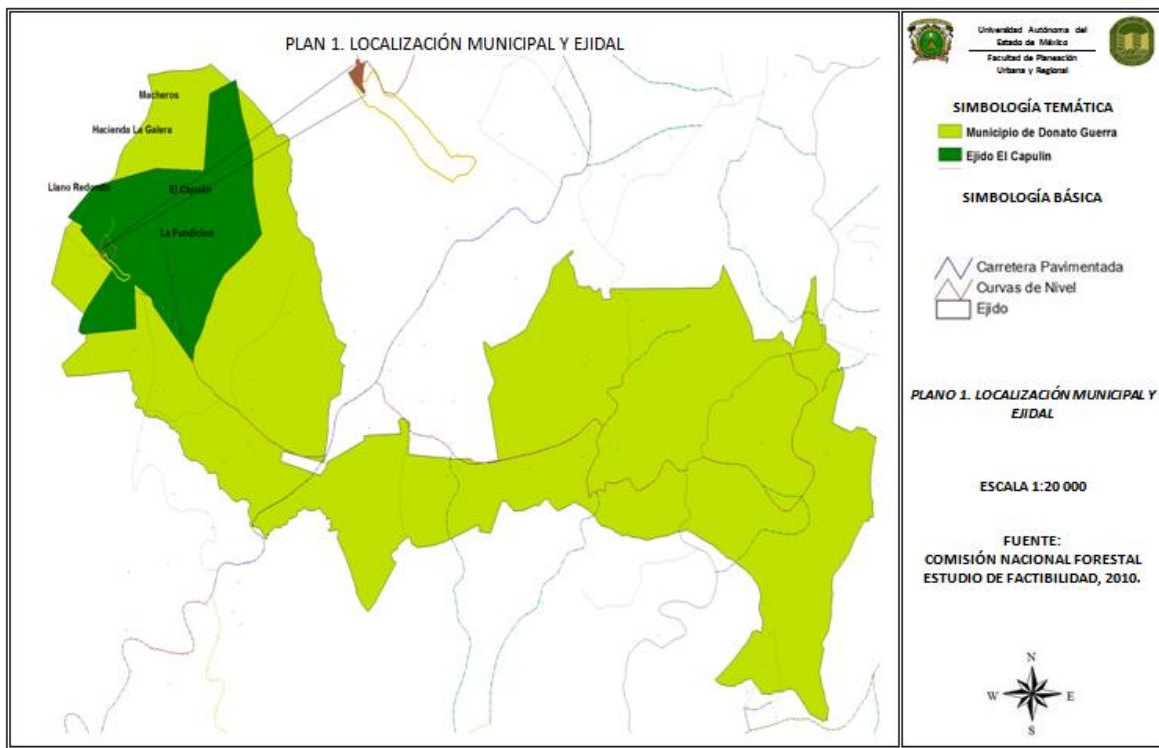 PLAN 1. LOCALIZACIÓN MUNICIPAL Y EJIDAL
Macheros
Hacienda La Galera
Llano Redondo
El Capulin
La Fundicion
Universidad Autónoma del
Estado de México
Facultad de Planeación
Urbana y Regional
SIMBOLOGÍA TEMÁTICA
Municipio de Donato Guerra
Ejido El Capulín
SIMBOLOGÍA BÁSICA
Carretera Pavimentada
Curvas de Nivel
Ejido
PLANO 1. LOCALIZACIÓN MUNICIPAL Y
EJIDAL
ESCALA 1:20 000
FUENTE:
COMISIÓN NACIONAL FORESTAL
ESTUDIO DE FACTIBILIDAD, 2010.
N
W
E
S